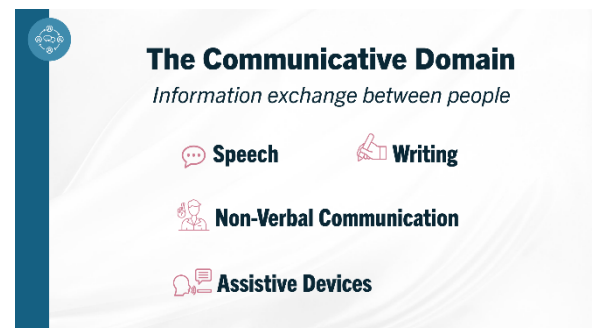 The Communicative Domain
Information exchange between people
Speech
Writing
Non-Verbal Communication
Assistive Devices